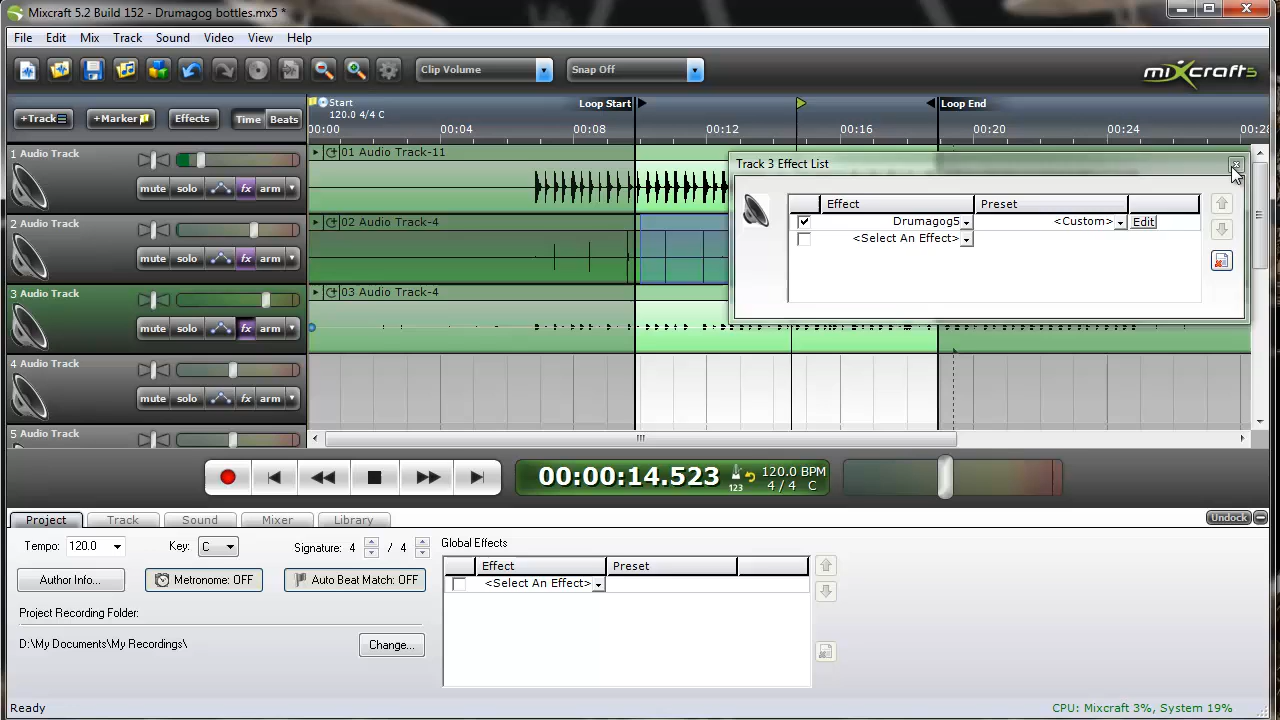 Mixcraft 5.2 Build 152 - Drumagog bottles.mx5 *
File Edit Mix Track Sound Video View Help
Clip Volume Snap Off mixcraft5
+Track +Marker Effects Time Beats
Start Loop Start Loop End
120.0 4/4 C
00:00 00:04 00:08 00:12 00:16 00:20 00:24 00:28
1 Audio Track 01 Audio Track-11
mute solo fx arm
2 Audio Track 02 Audio Track-4
mute solo fx arm
3 Audio Track 03 Audio Track-4
mute solo fx arm
4 Audio Track
mute solo fx arm
5 Audio Track
Track 3 Effect List
Effect Preset
Drumagog5 <Custom> Edit
<Select An Effect>
00:00:14.523 123 120.0 BPM
4 / 4 C
Project Track Sound Mixer Library Undock
Tempo: 120.0 Key: C Signature: 4 / 4
Author Info... Metronome: OFF Auto Beat Match: OFF
Project Recording Folder:
D:\My Documents\My Recordings\ Change...
Global Effects
Effect Preset
<Select An Effect>
Ready CPU: Mixcraft 3%, System 19%